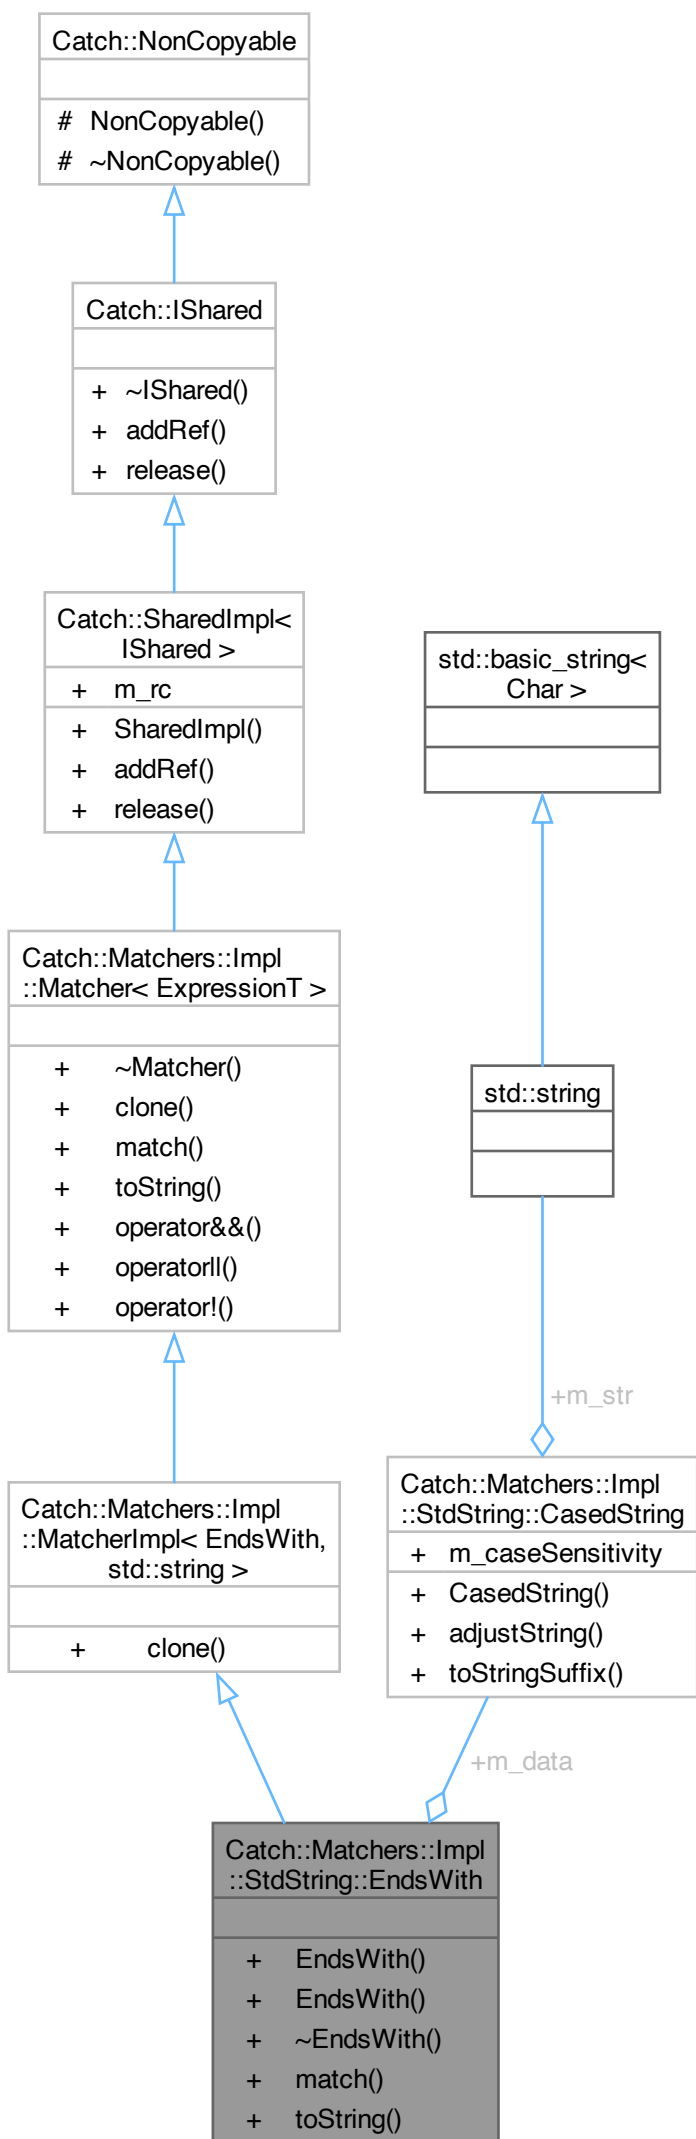 Catch::NonCopyable
# NonCopyable()
# ~NonCopyable()
Catch::IShared
+ ~IShared()
+ addRef()
+ release()
Catch::SharedImpl<
IShared >
+ m_rc
+ SharedImpl()
+ addRef()
+ release()
std::basic_string<
Char >
Catch::Matchers::Impl
::Matcher< ExpressionT >
+ ~Matcher()
+ clone()
+ match()
+ toString()
+ operator&&()
+ operator||()
+ operator!()
std::string
+m_str
Catch::Matchers::Impl
::MatcherImpl< EndsWith,
std::string >
+ clone()
Catch::Matchers::Impl
::StdString::CasedString
+ m_caseSensitivity
+ CasedString()
+ adjustString()
+ toStringSuffix()
+m_data
Catch::Matchers::Impl
::StdString::EndsWith
+ EndsWith()
+ EndsWith()
+ ~EndsWith()
+ match()
+ toString()